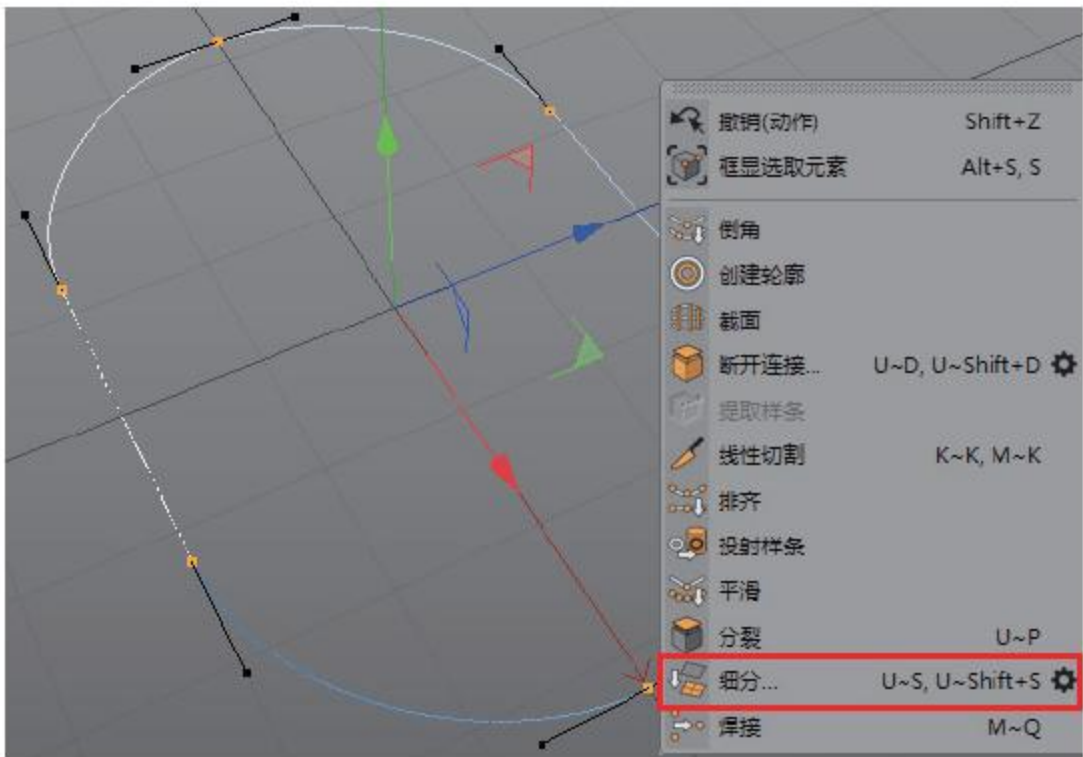 撤销(动作) Shift+Z
框显选取元素 Alt+S, S
倒角
创建轮廓
截面
断开连接... U~D, U~Shift+D
提取样条
线性切割 K~K, M~K
排齐
投射样条
平滑
分裂 U~P
细分... U~S, U~Shift+S
焊接 M~Q